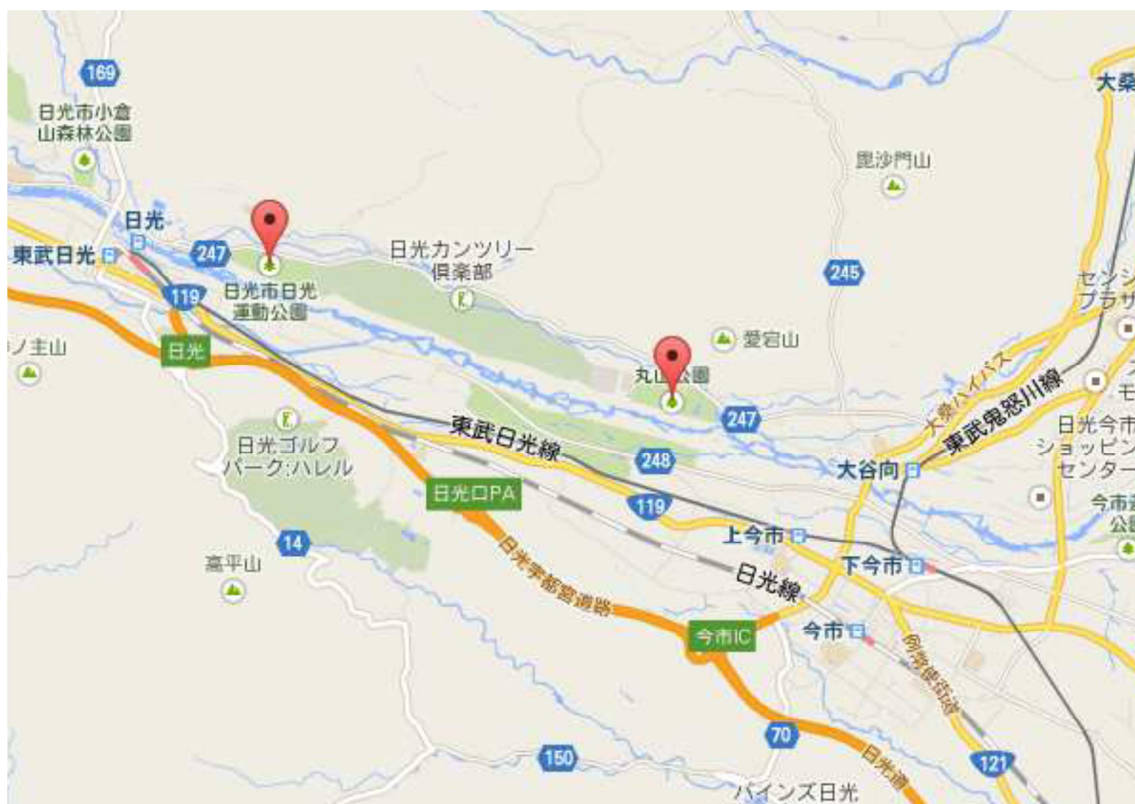 169
大桑
日光市小倉
山森林公園
毘沙門山
日光
東武日光
247
日光カンツリー
倶楽部
245
センシ
プラザ
119
日光市日光
運動公園
日光
ノ主山
愛宕山
丸山公園
247
大桑バイパス
東武鬼怒川線
モ
日光今市
ショッピン
センター
日光ゴルフ
パーク:ハレル
東武日光線
248
大谷向
日光口PA
119
今市
公園
上今市
14
高平山
日光宇都宮道路
日光線
下今市
今市IC
今市
例幣使街道
70
150
日光道
121
パインズ日光